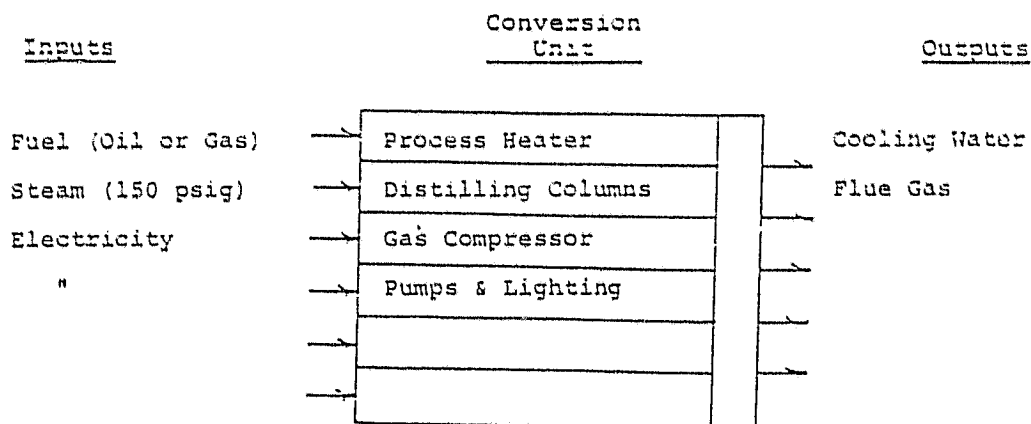 Conversion
Inputs Unit Outputs
Fuel (Oil or Gas) Process Heater Cooling Water
Steam (150 psig) Distilling Columns Flue Gas
Electricity Gas Compressor
" Pumps & Lighting